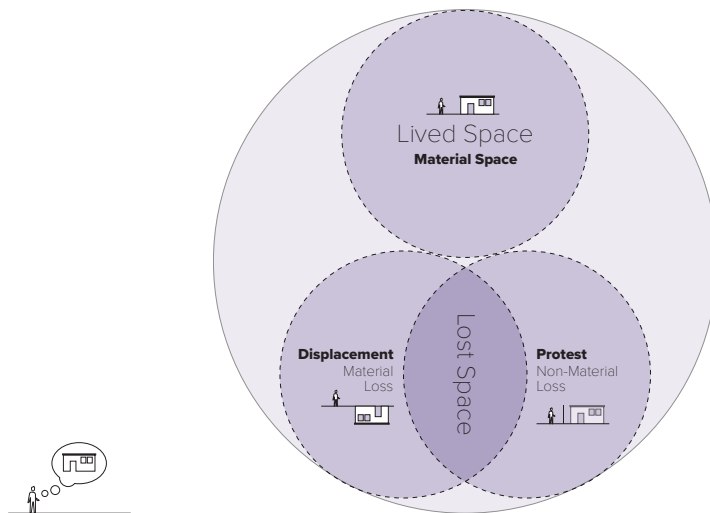 Lived Space
Material Space
Displacement
Material
Loss
Lost Space
Protest
Non-Material
Loss